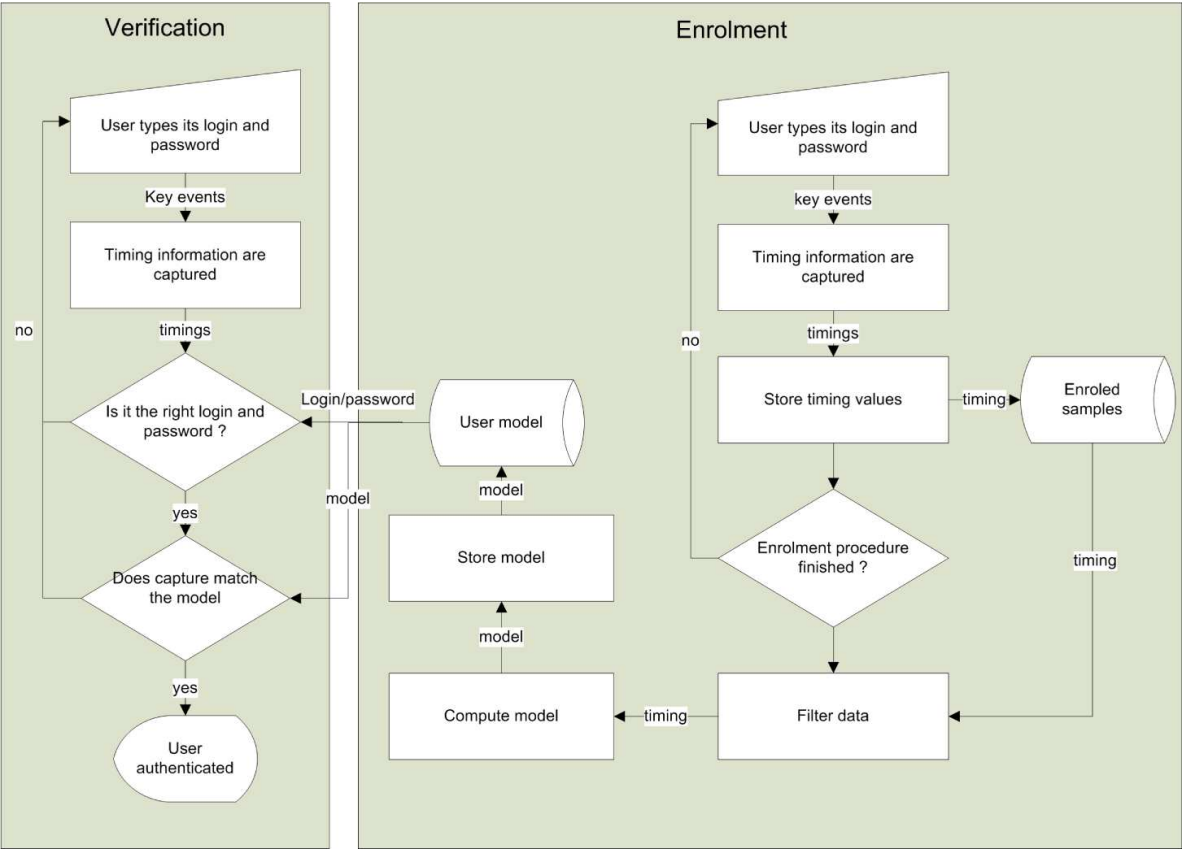 Verification
User types its login and
password
Key events
Timing information are
captured
timings
no
Is it the right login and
password ?
yes
Does capture match
the model
yes
User
authenticated
Login/password
model
Enrolment
User types its login and
password
key events
Timing information are
captured
timings
no
Store timing values
timing
Enroled
samples
Enrolment procedure
finished ?
timing
Filter data
timing
Compute model
model
Store model
model
User model